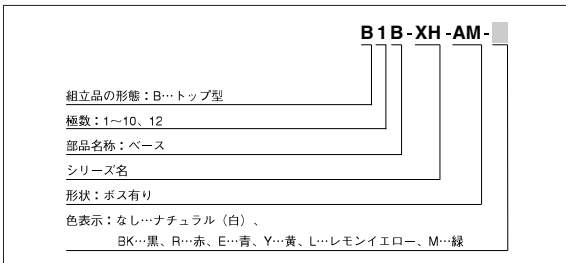 B1B-XH-AM-
組立品の形態：B…トップ型
極数：1〜10、12
部品名称：ベース
シリーズ名
形状：ボス有り
色表示：なし…ナチュラル（白）、
BK…黒、R…赤、E…青、Y…黄、L…レモンイエロー、M…緑